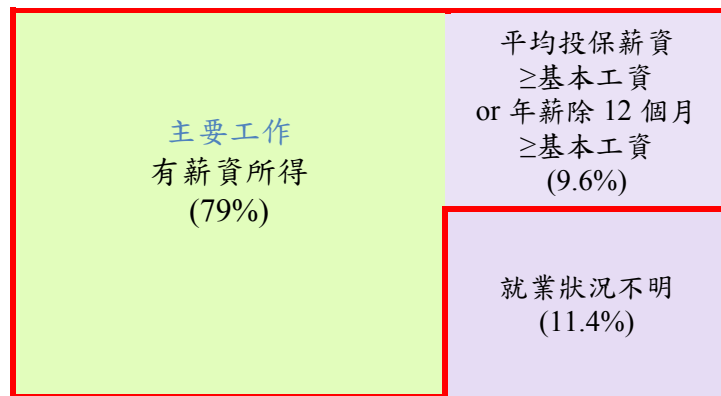 主要工作
有薪資所得
(79%)
平均投保薪資
≥基本工資
or 年薪除 12 個月
≥基本工資
(9.6%)
就業狀況不明
(11.4%)